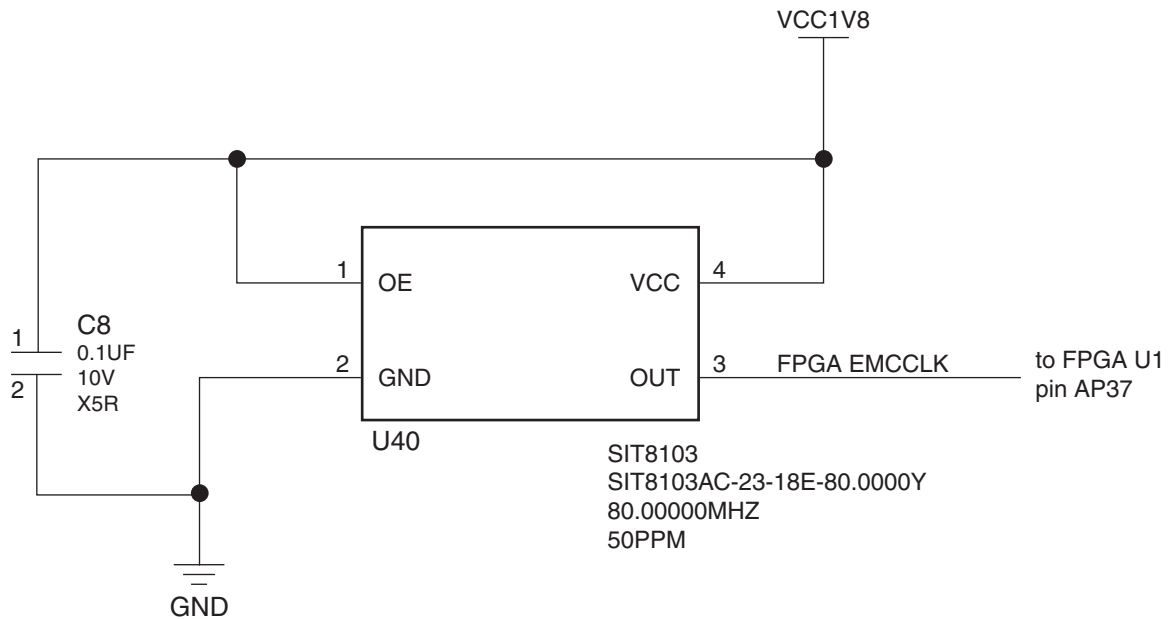 VCC1V8
1 OE VCC 4
1 C8
0.1UF
10V
X5R
2
2 GND OUT 3 FPGA EMCCLK to FPGA U1
pin AP37
U40
SIT8103
SIT8103AC-23-18E-80.0000Y
80.00000MHZ
50PPM
GND